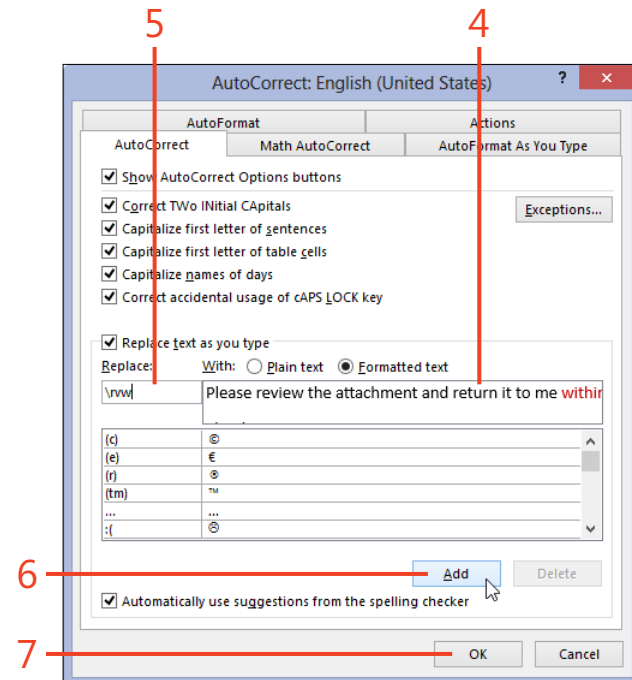 5 4
AutoCorrect: English (United States) ? ×
AutoFormat Actions
AutoCorrect Math AutoCorrect AutoFormat As You Type
Show AutoCorrect Options buttons
Correct TWo INitial CApitals Exceptions...
Capitalize first letter of sentences
Capitalize first letter of table cells
Capitalize names of days
Correct accidental usage of cAPS LOCK key
Replace text as you type
Replace: With: Plain text Formatted text
\rvw Please review the attachment and return it to me within
(c) ©
(e) €
(r) ®
(tm) ™
... ...
:( ☹
6 Add Delete
Automatically use suggestions from the spelling checker
7 OK Cancel